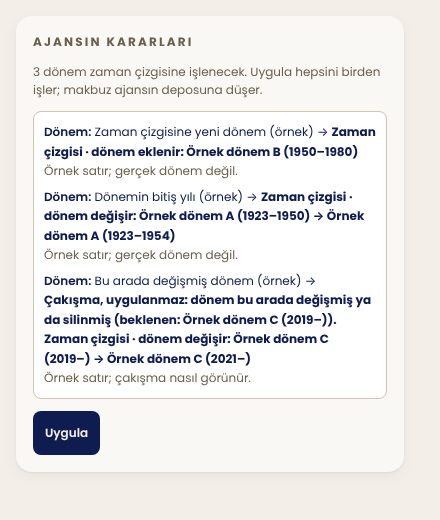 AJANSIN KARARLARI
3 dönem zaman çizgisine işlenecek. Uygula hepsini birden
işler; makbuz ajansın deposuna düşer.
Dönem: Zaman çizgisine yeni dönem (örnek) → Zaman
çizgisi · dönem eklenir: Örnek dönem B (1950–1980)
Örnek satır; gerçek dönem değil.
Dönem: Dönemin bitiş yılı (örnek) → Zaman çizgisi ·
dönem değişir: Örnek dönem A (1923–1950) → Örnek
dönem A (1923–1954)
Örnek satır; gerçek dönem değil.
Dönem: Bu arada değişmiş dönem (örnek) →
Çakışma, uygulanmaz: dönem bu arada değişmiş ya
da silinmiş (beklenen: Örnek dönem C (2019–)).
Zaman çizgisi · dönem değişir: Örnek dönem C
(2019–) → Örnek dönem C (2021–)
Örnek satır; çakışma nasıl görünür.
Uygula